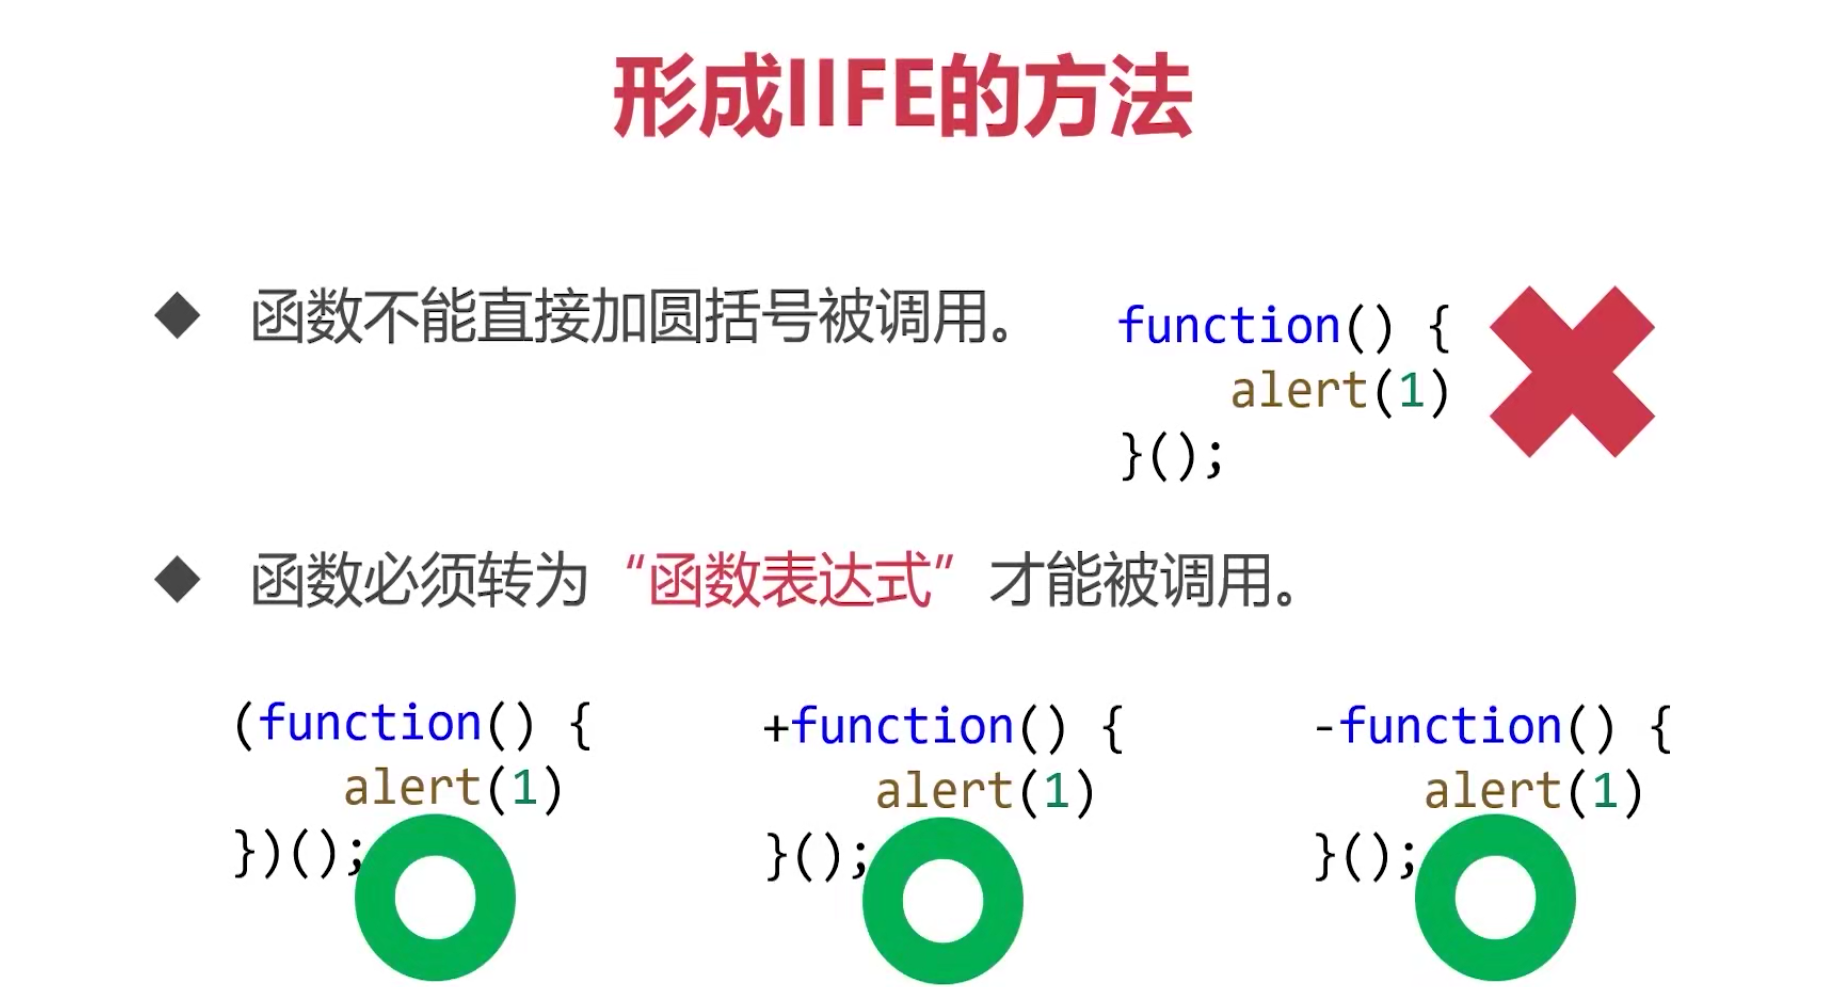 形成IIFE的方法
◆ 函数不能直接加圆括号被调用。
function() {
    alert(1)
}();
◆ 函数必须转为“函数表达式”才能被调用。
(function() {
    alert(1)
})();
+function() {
    alert(1)
}();
-function() {
    alert(1)
}();